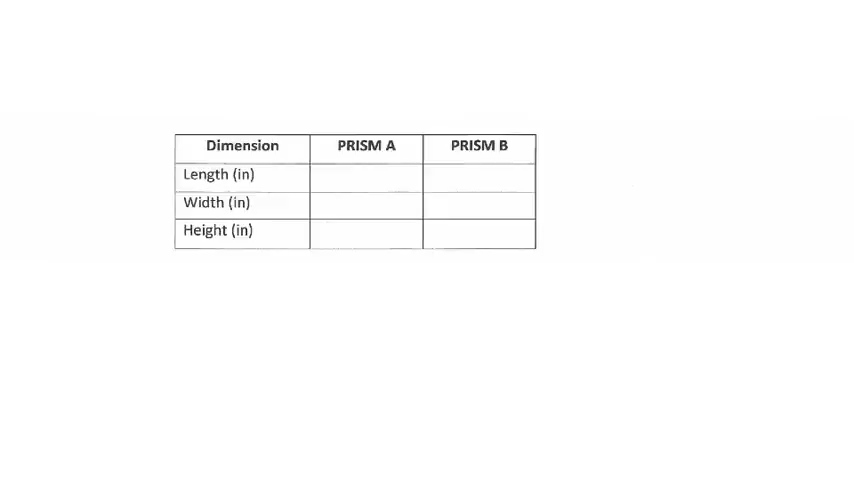 Dimension PRISM A PRISM B
Length (in)
Width (in)
Height (in)